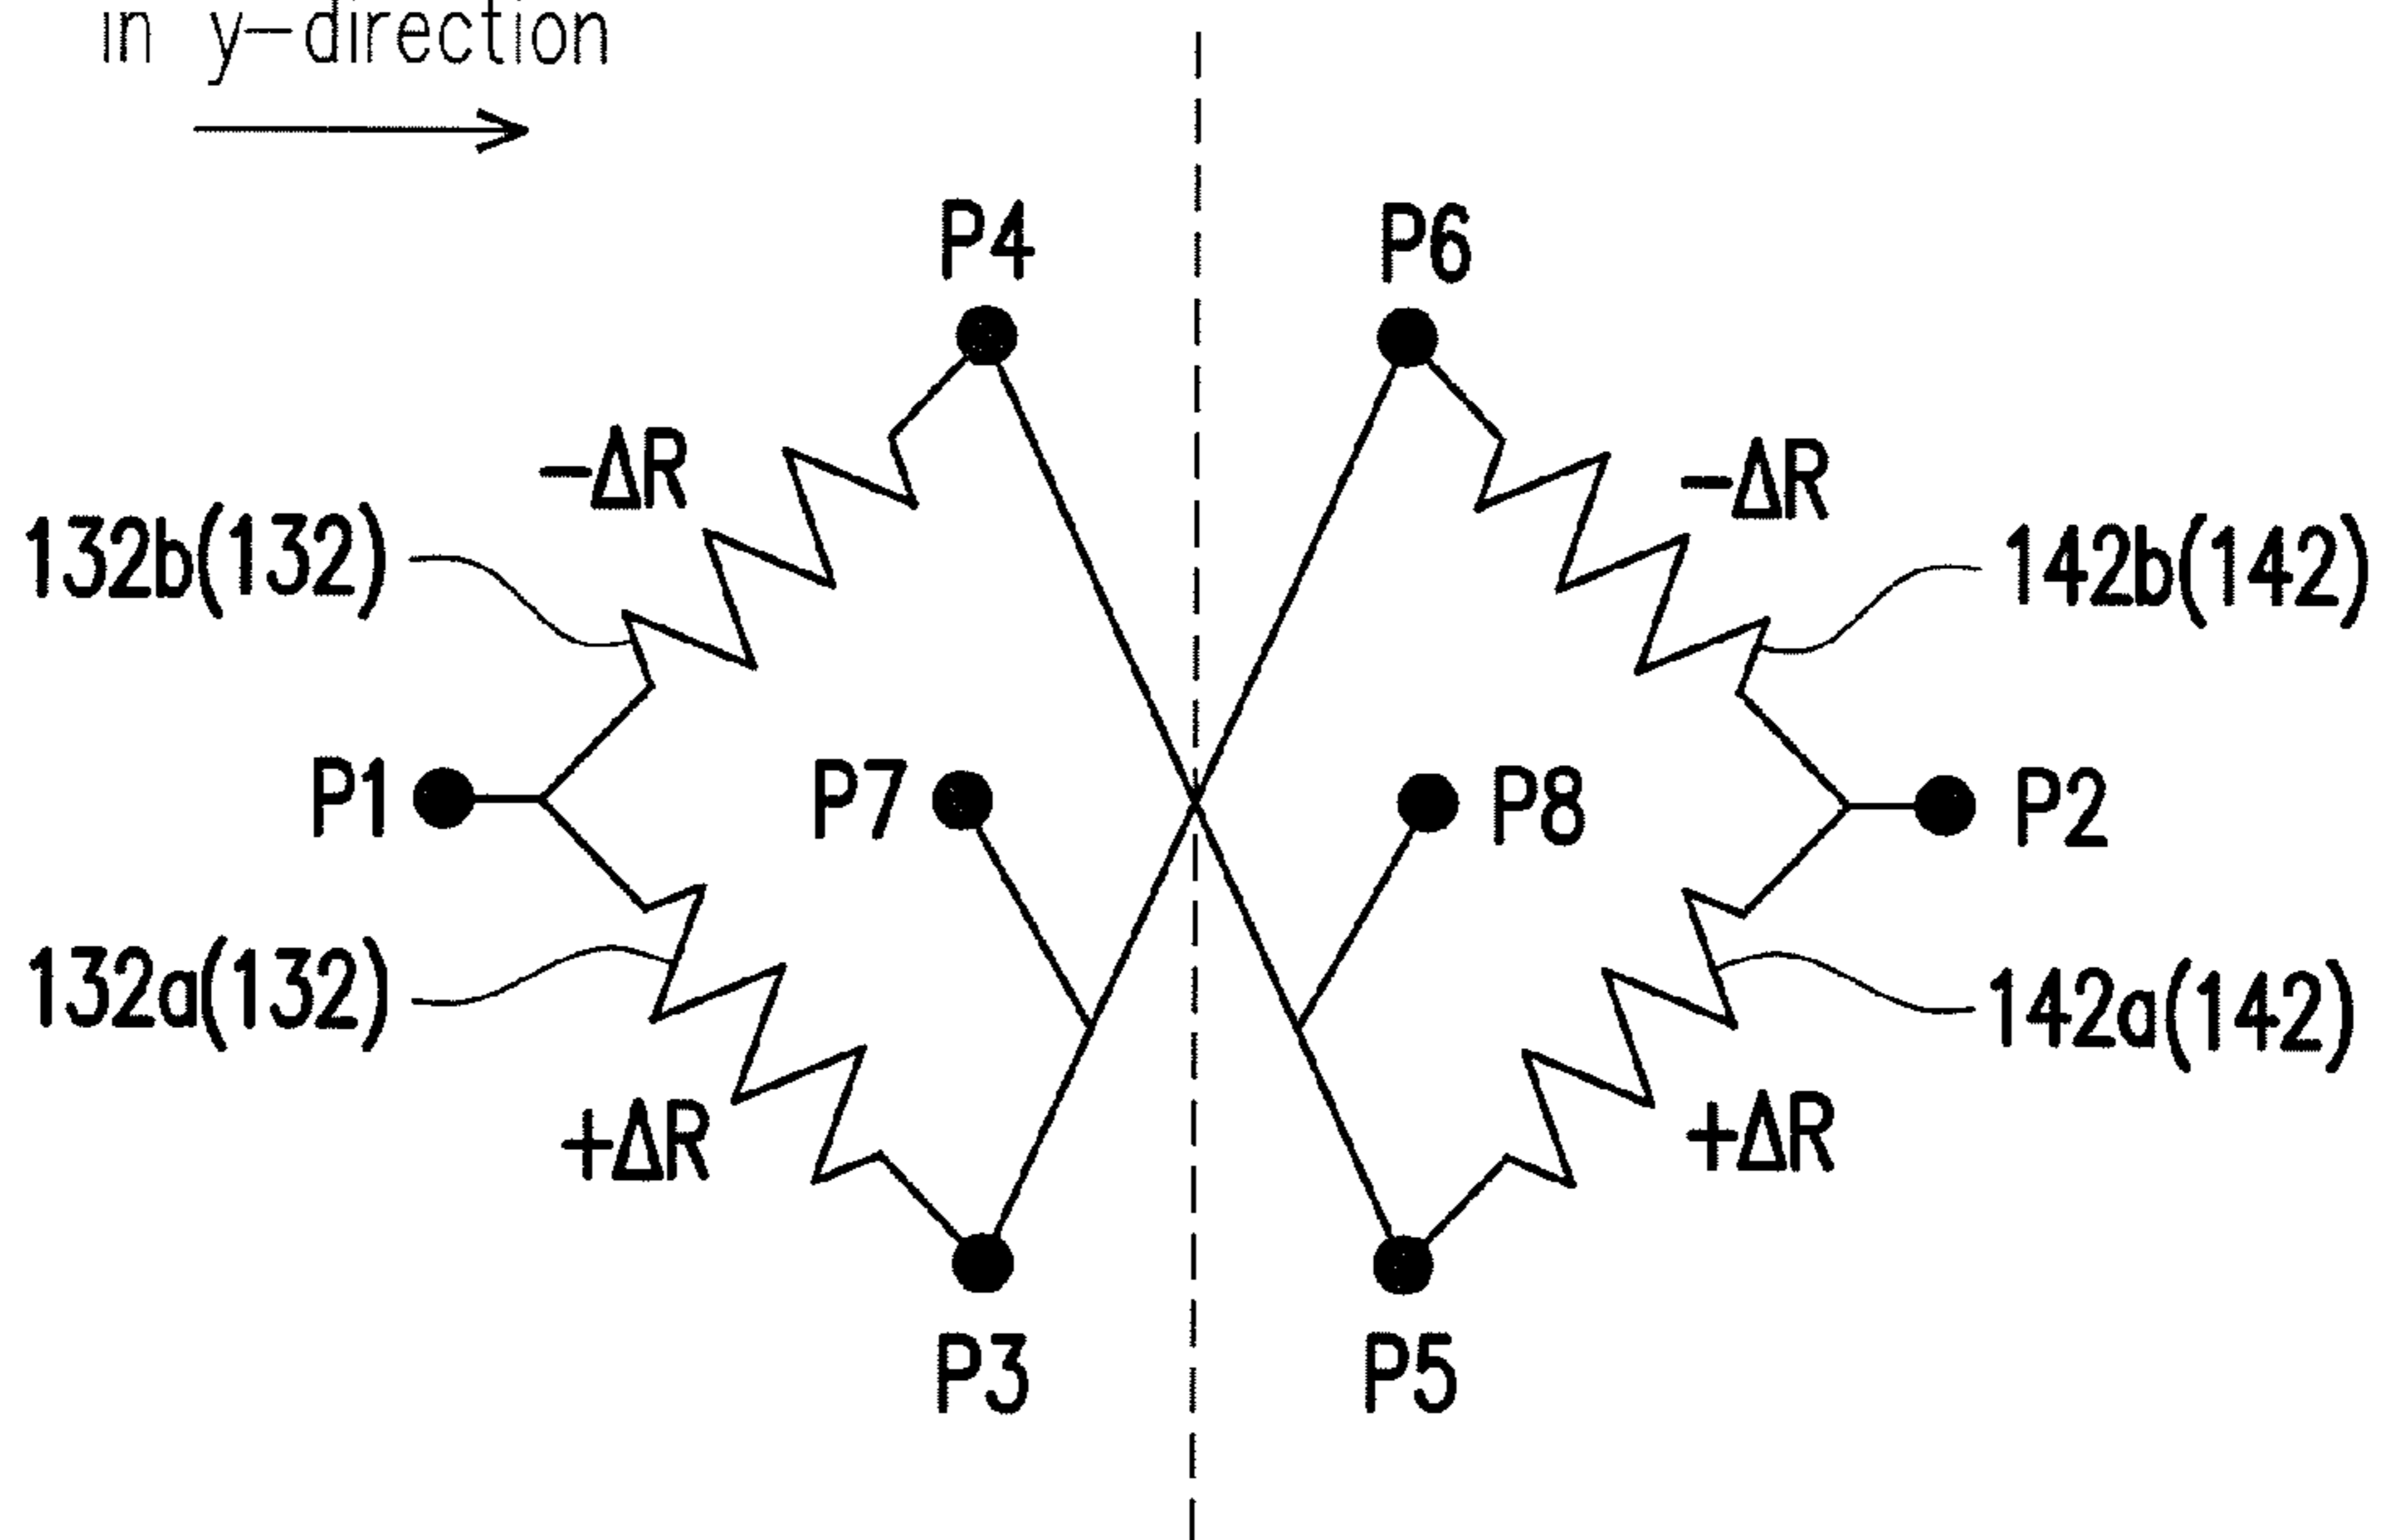 in y-direction
P4 P6
-ΔR -ΔR
132b(132) 142b(142)
P1 P7 P8 P2
132a(132) 142a(142)
+ΔR +ΔR
P3 P5